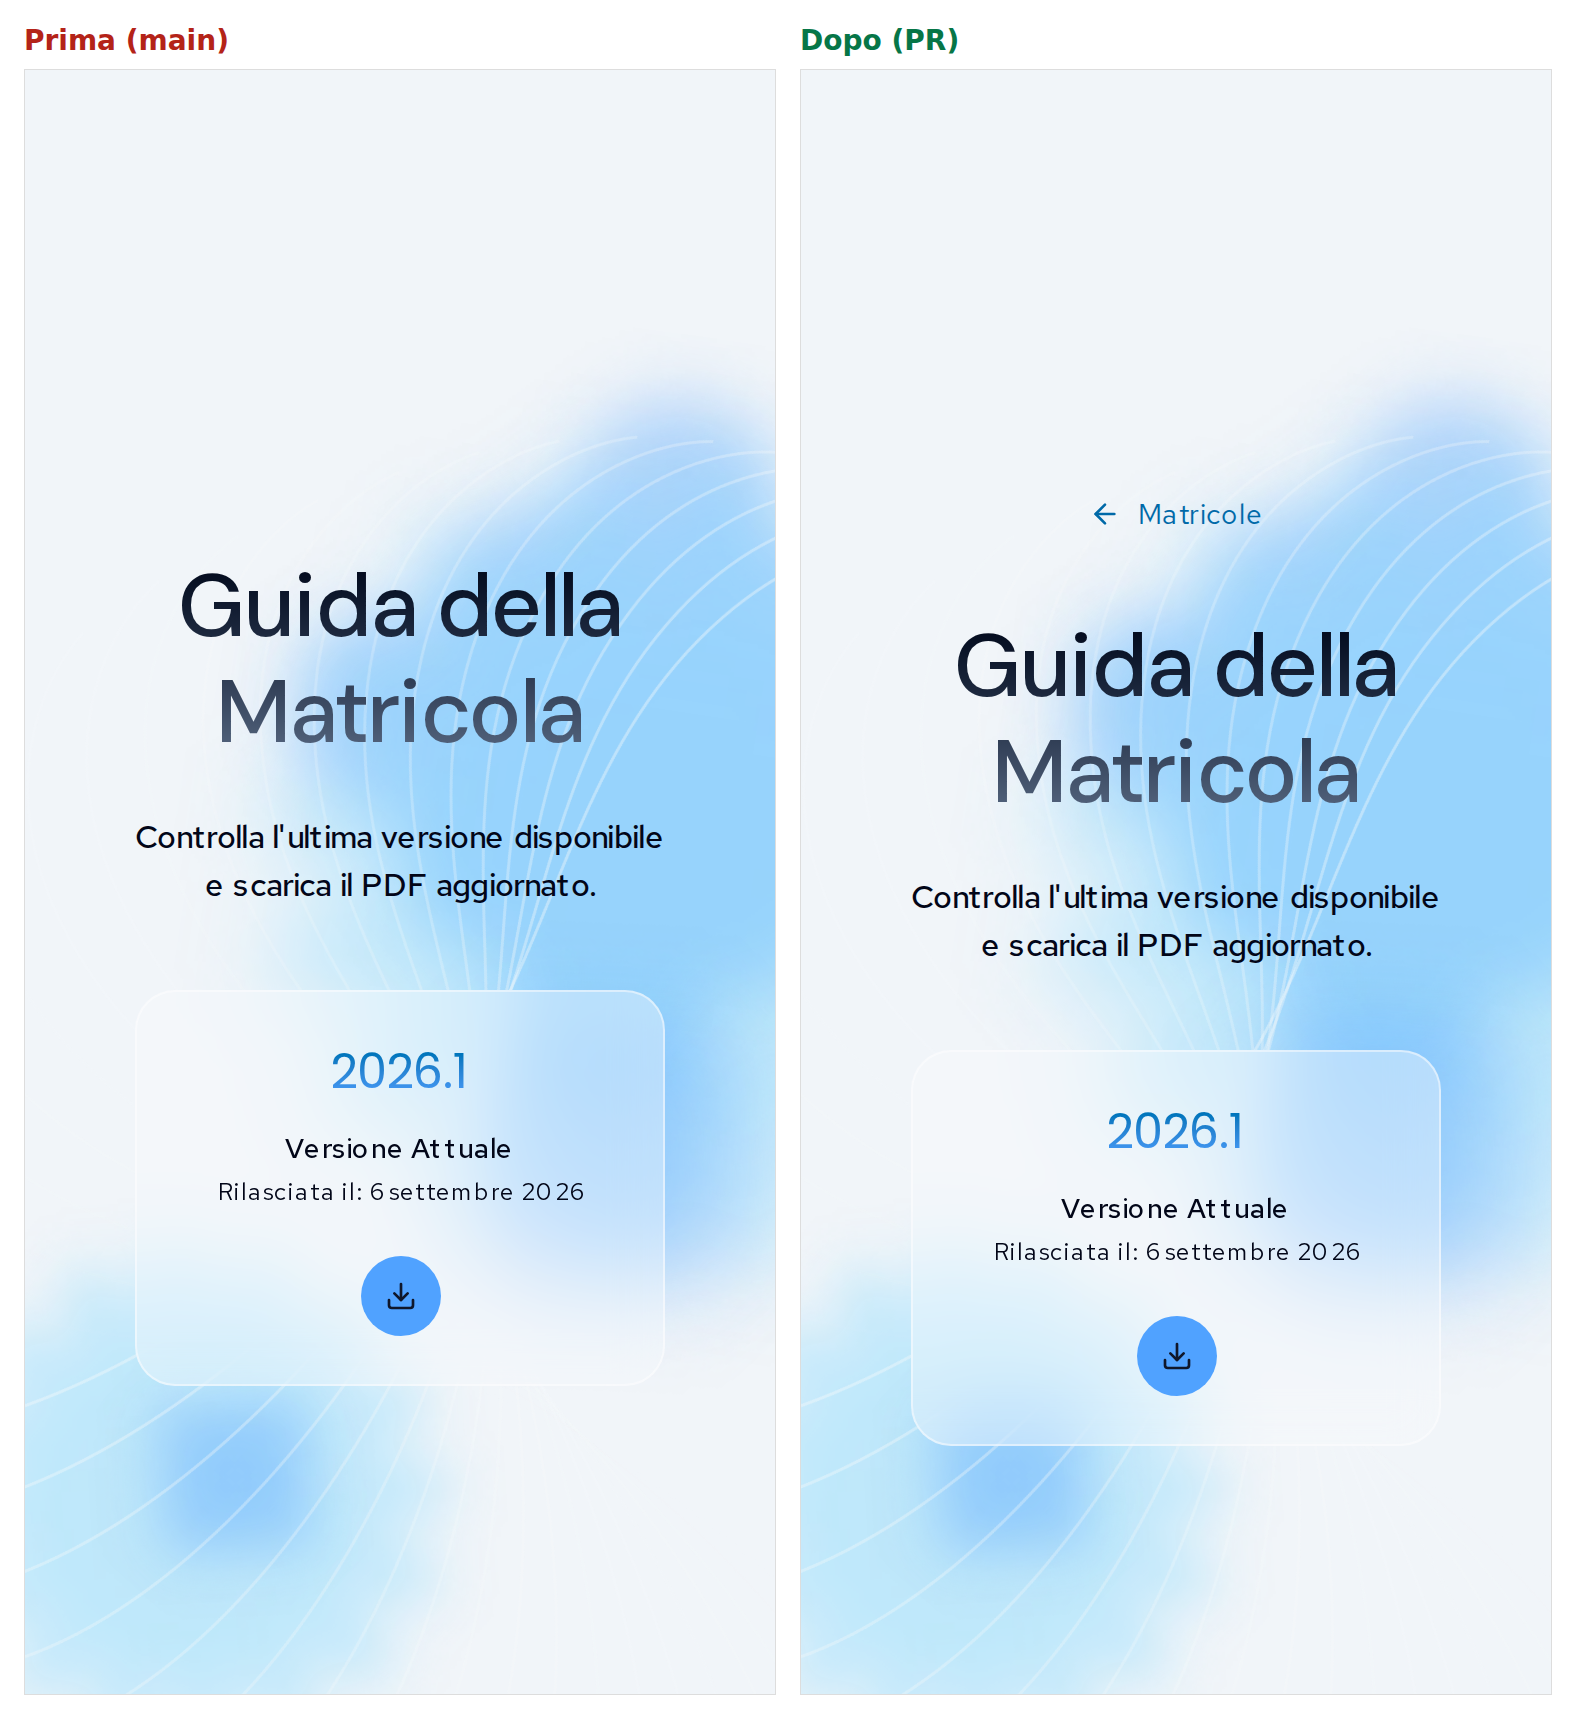 Prima (main)
Guida della
Matricola
Controlla l'ultima versione disponibile
e scarica il PDF aggiornato.
2026.1
Versione Attuale
Rilasciata il: 6 settembre 2026
Dopo (PR)
Matricole
Guida della
Matricola
Controlla l'ultima versione disponibile
e scarica il PDF aggiornato.
2026.1
Versione Attuale
Rilasciata il: 6 settembre 2026